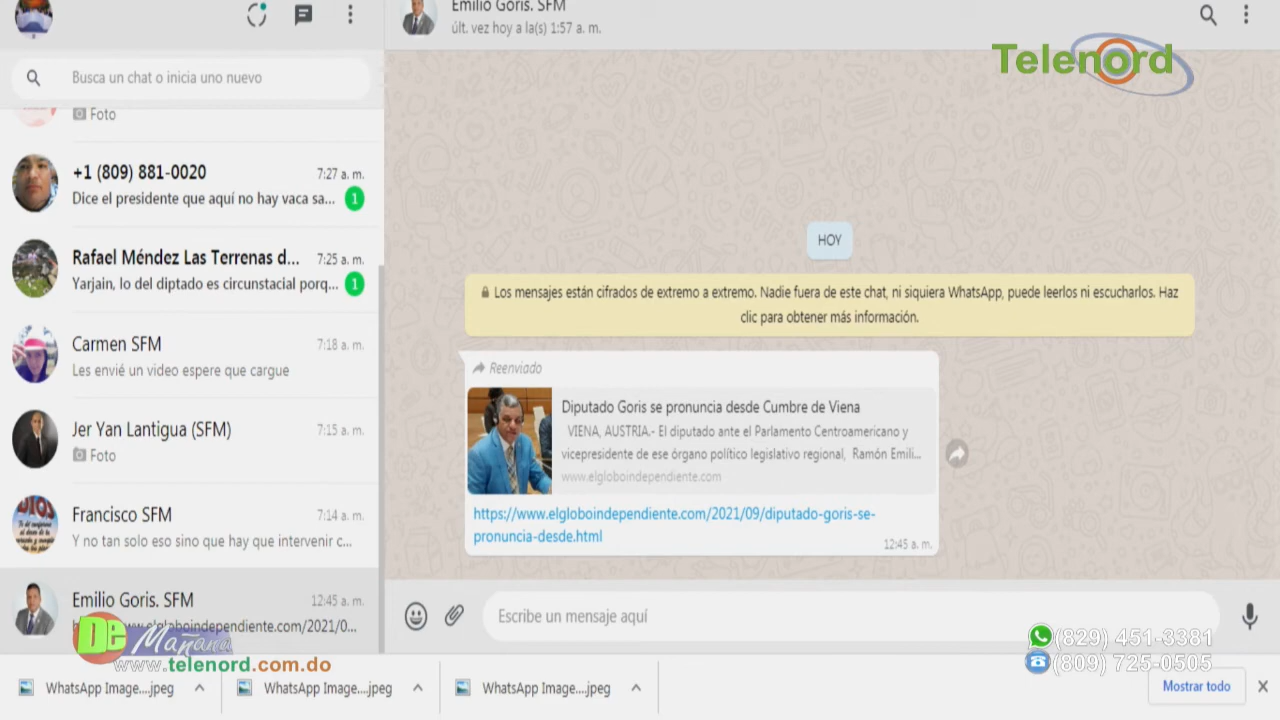 Emilio Goris. SFM
últ. vez hoy a la(s) 1:57 a. m.
Telenord
Busca un chat o inicia uno nuevo
Foto
+1 (809) 881-0020
7:27 a. m.
Dice el presidente que aquí no hay vaca sa...
1
Rafael Méndez Las Terrenas d...
7:25 a. m.
Yarjain, lo del diptado es circunstacial porq...
1
Carmen SFM
7:18 a. m.
Les envié un video espere que cargue
Jer Yan Lantigua (SFM)
7:15 a. m.
Foto
Francisco SFM
7:14 a. m.
Y no tan solo eso sino que hay que intervenir c...
Emilio Goris. SFM
12:45 a. m.
elgloboindependiente.com/2021/0...
De Mañana
www.telenord.com.do
HOY
Los mensajes están cifrados de extremo a extremo. Nadie fuera de este chat, ni siquiera WhatsApp, puede leerlos ni escucharlos. Haz
clic para obtener más información.
Reenviado
Diputado Goris se pronuncia desde Cumbre de Viena
VIENA, AUSTRIA.- El diputado ante el Parlamento Centroamericano y
vicepresidente de ese órgano político legislativo regional, Ramón Emili...
www.elgloboindependiente.com
https://www.elgloboindependiente.com/2021/09/diputado-goris-se-
pronuncia-desde.html
12:45 a. m.
Escribe un mensaje aquí
(829) 451-3381
(809) 725-0505
WhatsApp Image....jpeg
WhatsApp Image....jpeg
WhatsApp Image....jpeg
Mostrar todo